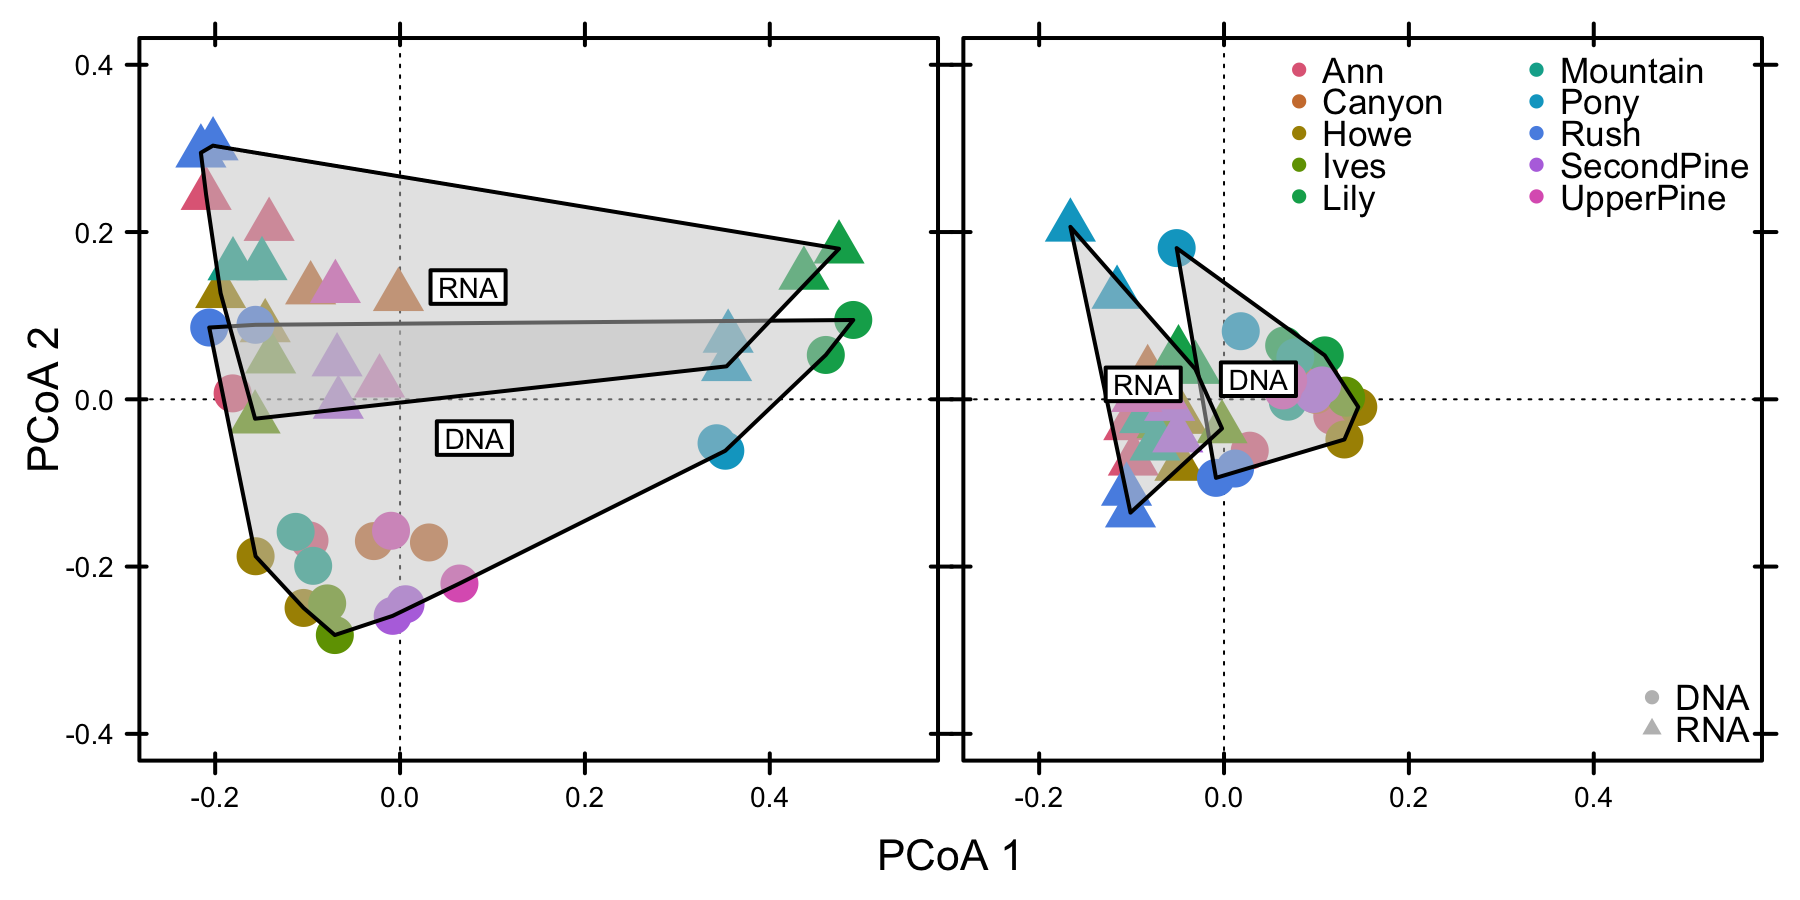 PCoA 2
0.4
0.2
0.0
-0.2
-0.4
RNA
DNA
-0.2 0.0 0.2 0.4
Ann Mountain
Canyon Pony
Howe Rush
Ives SecondPine
Lily UpperPine
RNA DNA
DNA
RNA
-0.2 0.0 0.2 0.4
PCoA 1